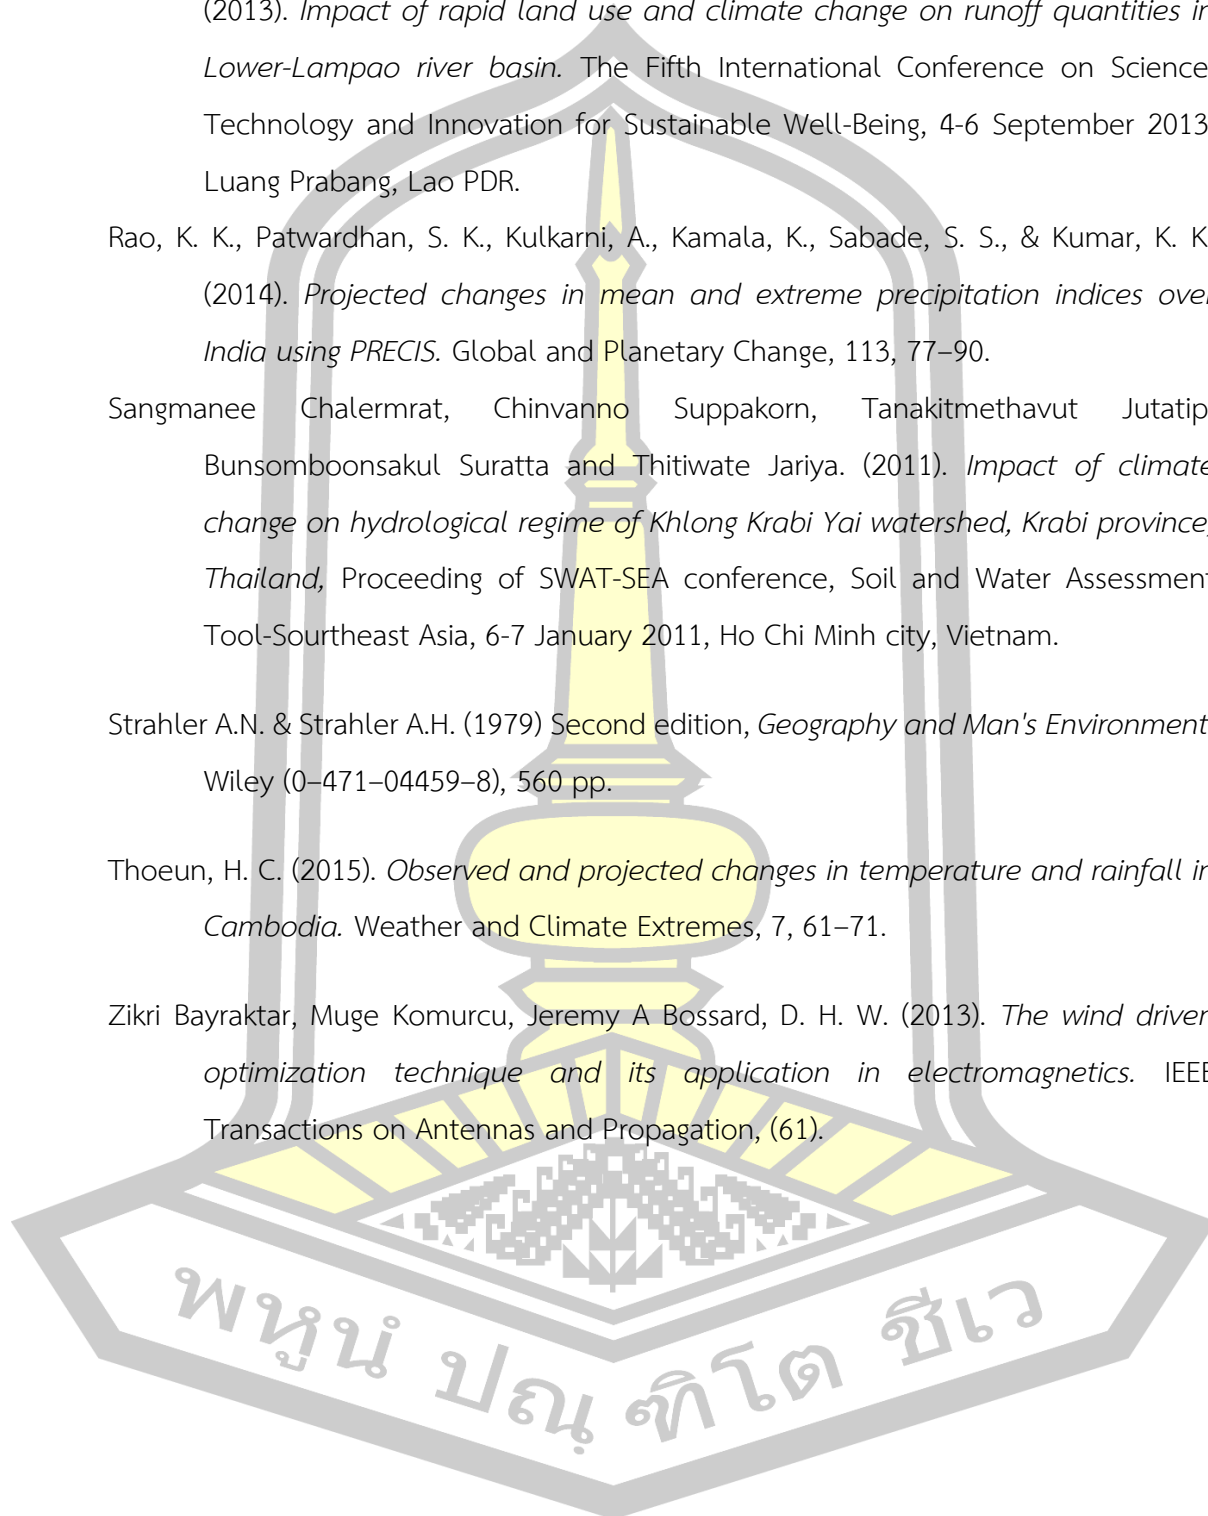 (2013). Impact of rapid land use and climate change on runoff quantities in
Lower-Lampao river basin. The Fifth International Conference on Science
Technology and Innovation for Sustainable Well-Being, 4-6 September 2013
Luang Prabang, Lao PDR.
Rao, K. K., Patwardhan, S. K., Kulkarni, A., Kamala, K., Sabade, S. S., & Kumar, K. K
(2014). Projected changes in mean and extreme precipitation indices over
India using PRECIS. Global and Planetary Change, 113, 77–90.
Sangmanee Chalermrat, Chinvanno Suppakorn, Tanakitmethavut Jutatip
Bunsomboonsakul Suratta and Thitiwate Jariya. (2011). Impact of climate
change on hydrological regime of Khlong Krabi Yai watershed, Krabi province,
Thailand, Proceeding of SWAT-SEA conference, Soil and Water Assessment
Tool-Sourtheast Asia, 6-7 January 2011, Ho Chi Minh city, Vietnam.
Strahler A.N. & Strahler A.H. (1979) Second edition, Geography and Man's Environment
Wiley (0–471–04459–8), 560 pp.
Thoeun, H. C. (2015). Observed and projected changes in temperature and rainfall in
Cambodia. Weather and Climate Extremes, 7, 61–71.
Zikri Bayraktar, Muge Komurcu, Jeremy A Bossard, D. H. W. (2013). The wind driven
optimization technique and its application in electromagnetics. IEEE
Transactions on Antennas and Propagation, (61).
พหูนํ ปณฺ ฑิโต ชีเว